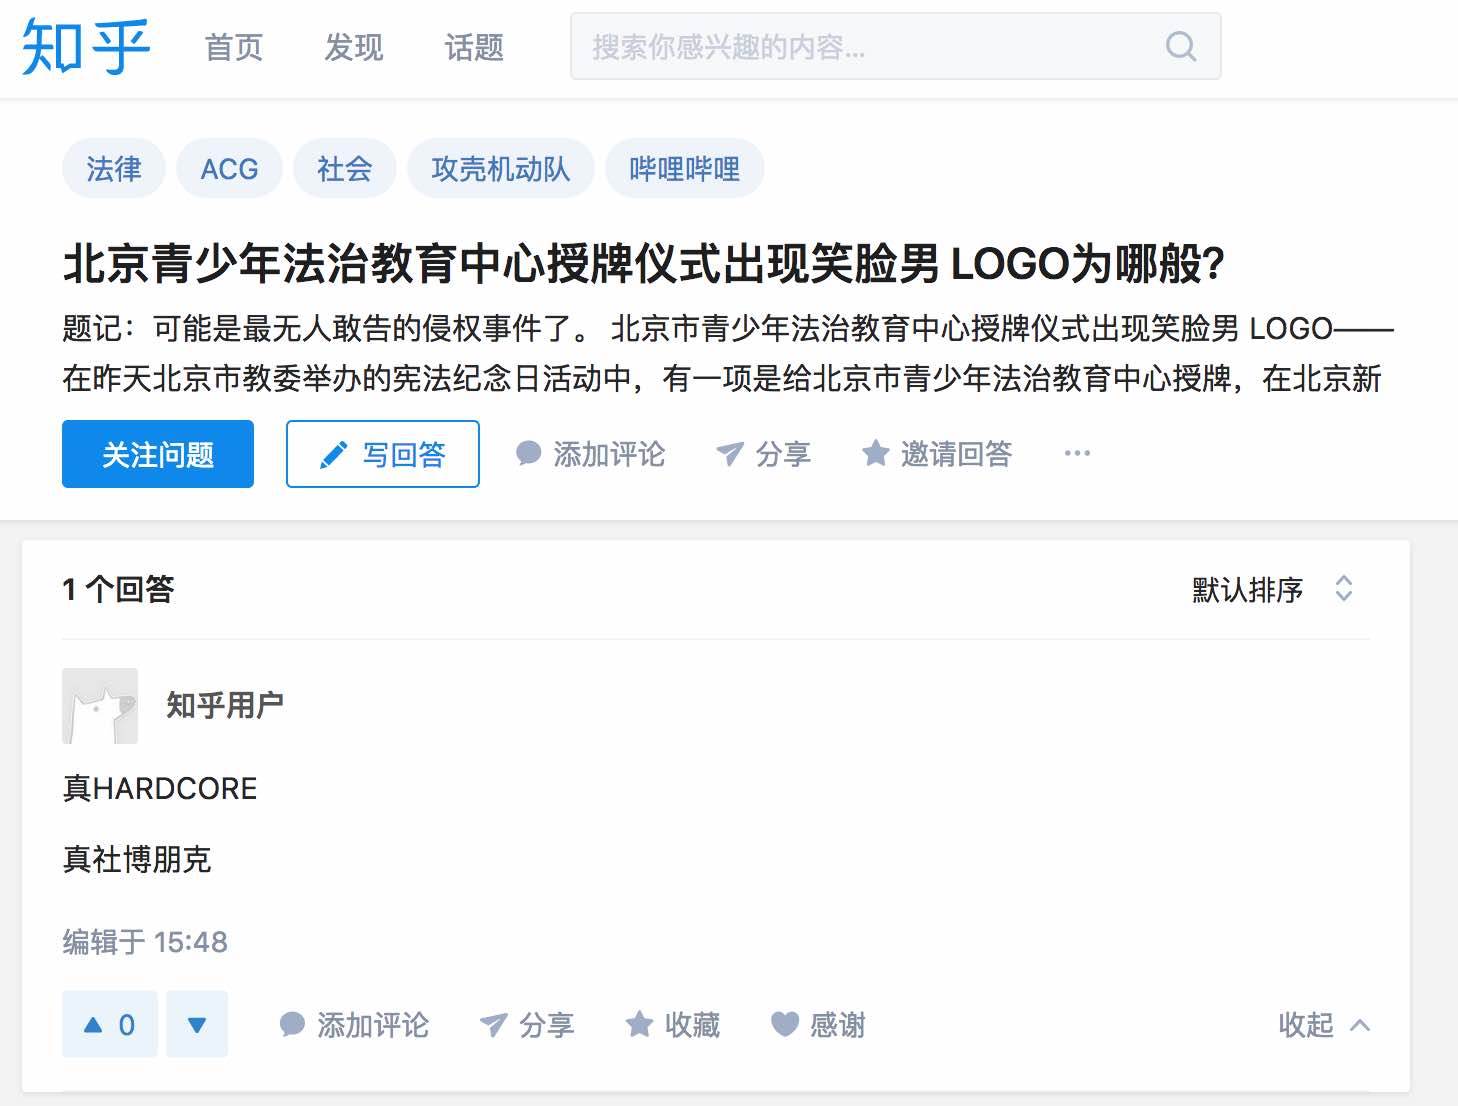 知乎 首页 发现 话题 搜索你感兴趣的内容...
法律 ACG 社会 攻壳机动队 哔哩哔哩
北京青少年法治教育中心授牌仪式出现笑脸男 LOGO为哪般?
题记：可能是最无人敢告的侵权事件了。 北京市青少年法治教育中心授牌仪式出现笑脸男 LOGO——
在昨天北京市教委举办的宪法纪念日活动中，有一项是给北京市青少年法治教育中心授牌，在北京新
关注问题 写回答 添加评论 分享 邀请回答 ...
1 个回答 默认排序
知乎用户
真HARDCORE
真社博朋克
编辑于 15:48
0 添加评论 分享 收藏 感谢 收起